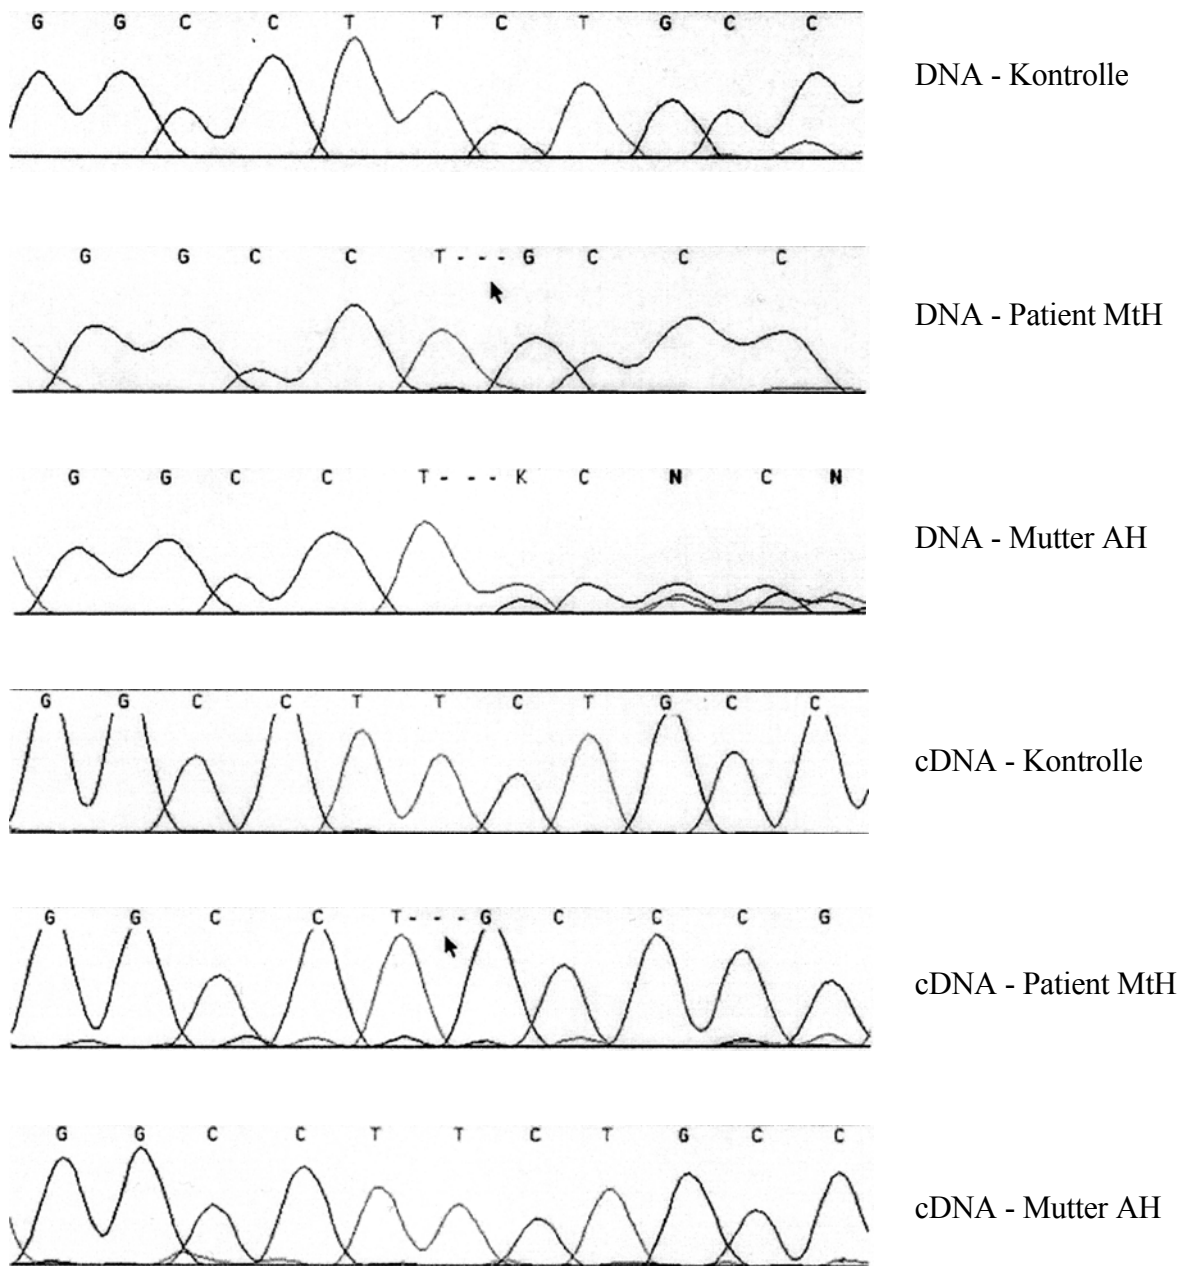 G G C C T T C T G C C
DNA - Kontrolle
G G C C T - - - G C C C
DNA - Patient MtH
G G C C T - - - K C N C N
DNA - Mutter AH
G G C C T T C T G C C
cDNA - Kontrolle
G G C C T - - - G C C C G
cDNA - Patient MtH
G G C C T T C T G C C
cDNA - Mutter AH